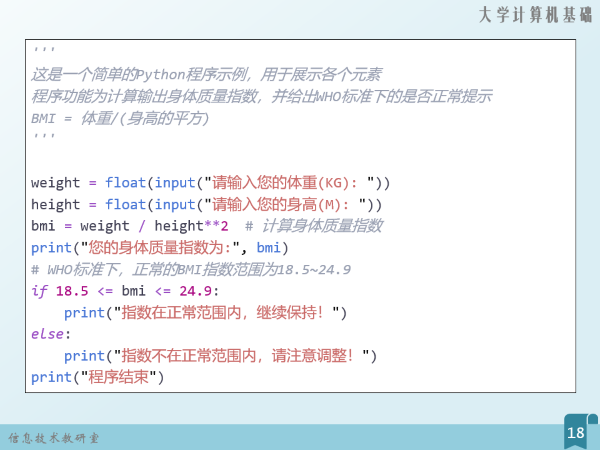 大学计算机基础
'''
这是一个简单的Python程序示例，用于展示各个元素
程序功能为计算输出身体质量指数，并给出WHO标准下的是否正常提示
BMI = 体重/(身高的平方)
'''
weight = float(input("请输入您的体重(KG): "))
height = float(input("请输入您的身高(M): "))
bmi = weight / height**2  # 计算身体质量指数
print("您的身体质量指数为:", bmi)
# WHO标准下，正常的BMI指数范围为18.5~24.9
if 18.5 <= bmi <= 24.9:
    print("指数在正常范围内，继续保持！")
else:
    print("指数不在正常范围内，请注意调整！")
print("程序结束")
信息技术教研室
18